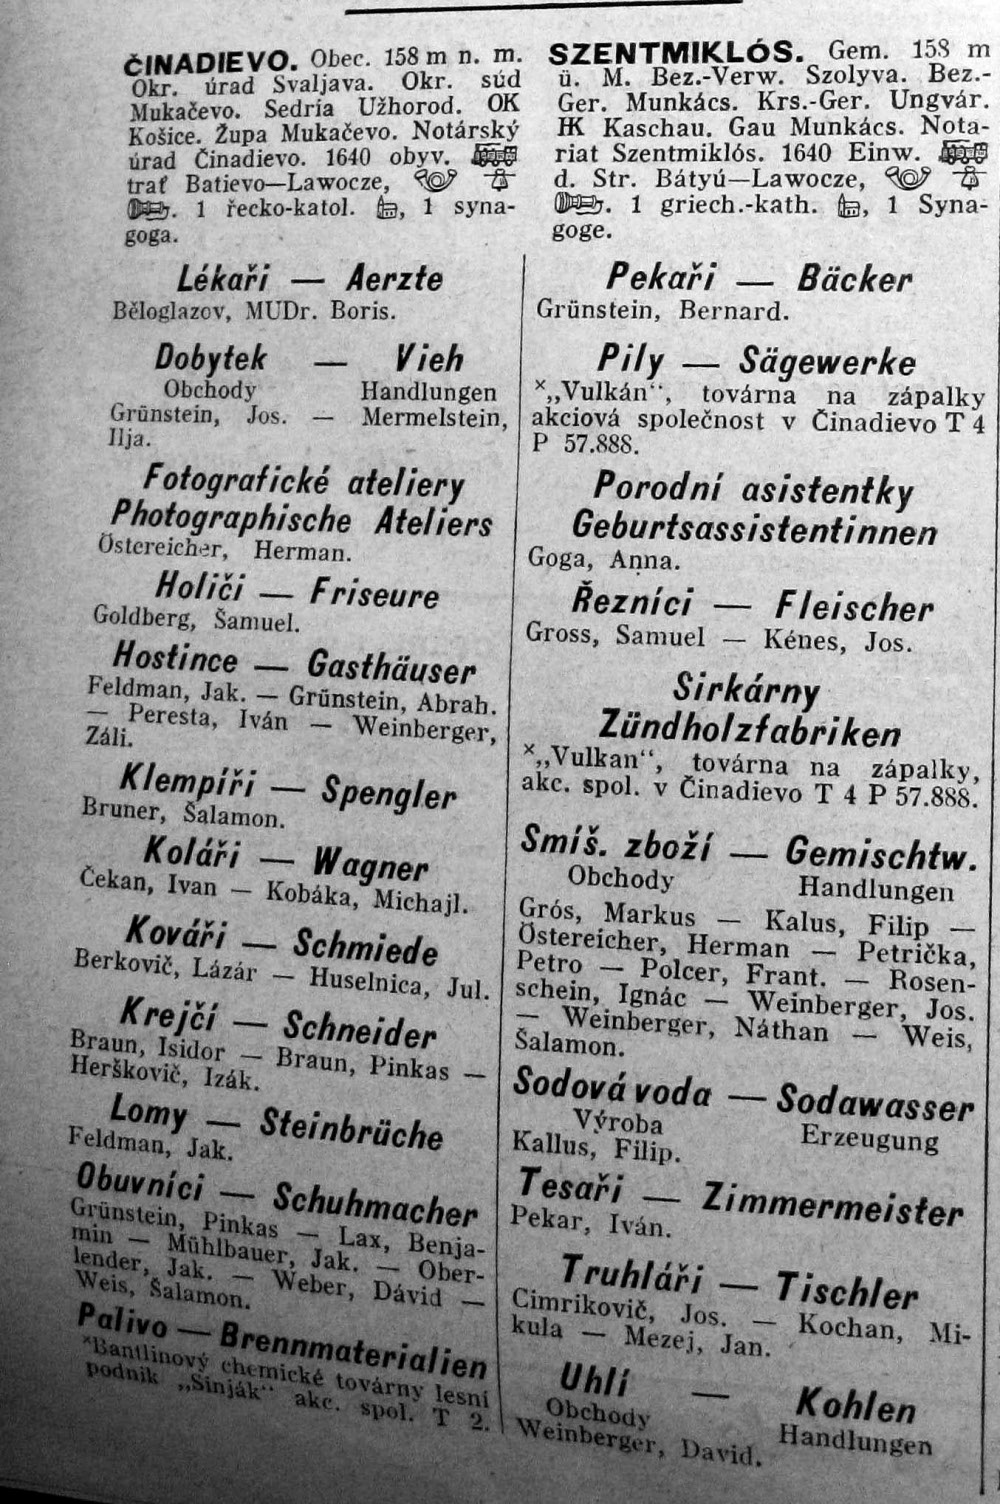 ČINADIEVO. Obec. 158 m n. m.
Okr. úrad Svaljava. Okr. súd
Mukačevo. Sedria Užhorod. OK
Košice. Župa Mukačevo. Notársky
úrad Činadievo. 1640 obyv.
trať Batievo—Lawocze,
. 1 řecko-katol. , 1 syna-
goga.
SZENTMIKLÓS. Gem. 158 m
ü. M. Bez.-Verw. Szolyva. Bez.-
Ger. Munkács. Krs.-Ger. Ungvár.
HK Kaschau. Gau Munkács. Nota-
riat Szentmiklós. 1640 Einw.
d. Str. Bátyú—Lawocze,
. 1 griech.-kath. , 1 Syna-
goge.
Lékaři — Aerzte
Běloglazov, MUDr. Boris.
Dobytek — Vieh
Obchody Handlungen
Grünstein, Jos. — Mermelstein,
Ilja.
Fotografické ateliery
Photographische Ateliers
Östereicher, Herman.
Holiči — Friseure
Goldberg, Šamuel.
Hostince — Gasthäuser
Feldman, Jak. — Grünstein, Abrah.
— Peresta, Iván — Weinberger,
Záli.
Klempíři — Spengler
Bruner, Šalamon.
Koláři — Wagner
Čekan, Ivan — Kobáka, Michajl.
Kováři — Schmiede
Berkovič, Lázár — Huselnica, Jul.
Krejčí — Schneider
Braun, Isidor — Braun, Pinkas —
Herškovič, Izák.
Lomy — Steinbrüche
Feldman, Jak.
Obuvníci — Schuhmacher
Grünstein, Pinkas — Lax, Benja-
min — Mühlbauer, Jak. — Ober-
lender, Jak. — Weber, Dávid —
Weis, Šalamon.
Palivo — Brennmaterialien
×Bantlinový chemické továrny lesní
podnik „Sinják“ akc. spol. T 2.
Pekaři — Bäcker
Grünstein, Bernard.
Pily — Sägewerke
×„Vulkán“, továrna na zápalky
akciová společnost v Činadievo T 4
P 57.888.
Porodní asistentky
Geburtsassistentinnen
Goga, Anna.
Řezníci — Fleischer
Gross, Samuel — Kénes, Jos.
Sirkárny
Zündholzfabriken
×„Vulkan“, továrna na zápalky,
akc. spol. v Činadievo T 4 P 57.888.
Smíš. zboží — Gemischtw.
Obchody Handlungen
Grós, Markus — Kalus, Filip —
Östereicher, Herman — Petrička,
Petro — Polcer, Frant. — Rosen-
schein, Ignác — Weinberger, Jos.
— Weinberger, Náthan — Weis,
Šalamon.
Sodová voda — Sodawasser
Výroba Erzeugung
Kallus, Filip.
Tesaři — Zimmermeister
Pekar, Iván.
Truhláři — Tischler
Cimrikovič, Jos. — Kochan, Mi-
kula — Mezej, Jan.
Uhlí — Kohlen
Obchody Handlungen
Weinberger, David.